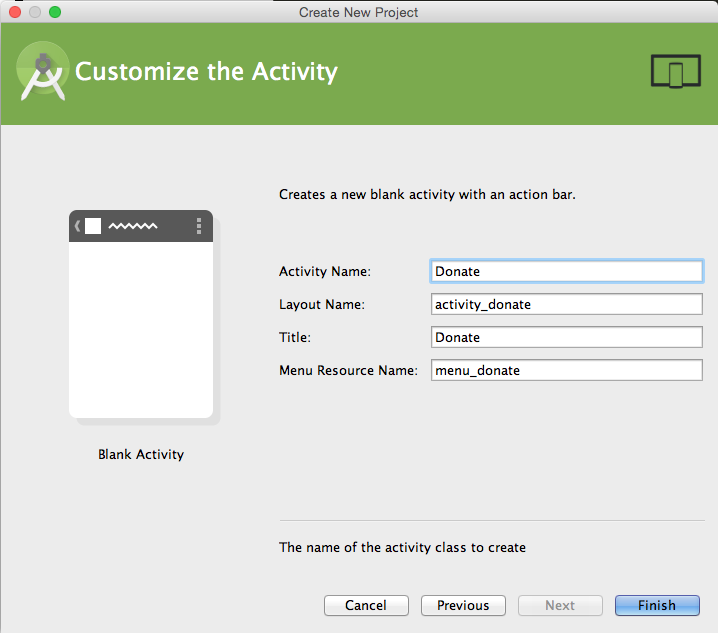 Create New Project
Customize the Activity
Creates a new blank activity with an action bar.
Activity Name: Donate
Layout Name: activity_donate
Title: Donate
Menu Resource Name: menu_donate
Blank Activity
The name of the activity class to create
Cancel Previous Next Finish